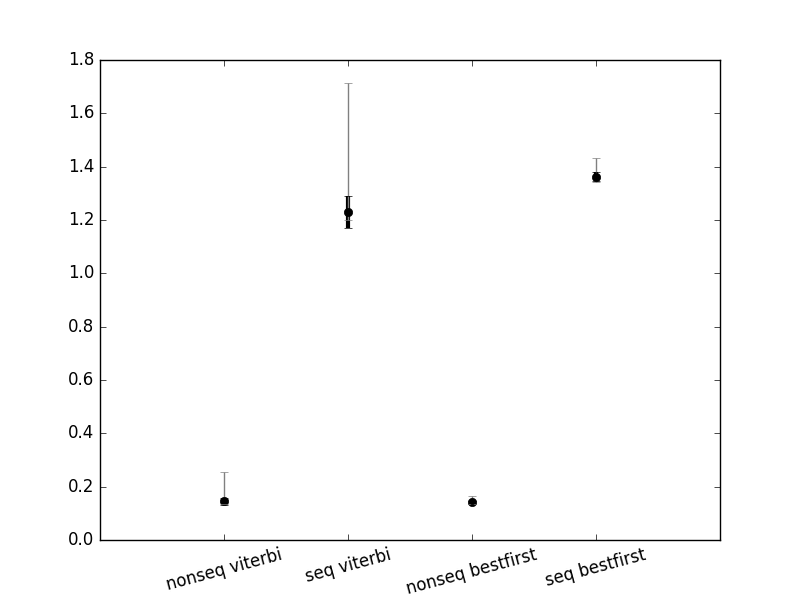 1.8
1.6
1.4
1.2
1.0
0.8
0.6
0.4
0.2
0.0
nonseq viterbi
seq viterbi
nonseq bestfirst
seq bestfirst